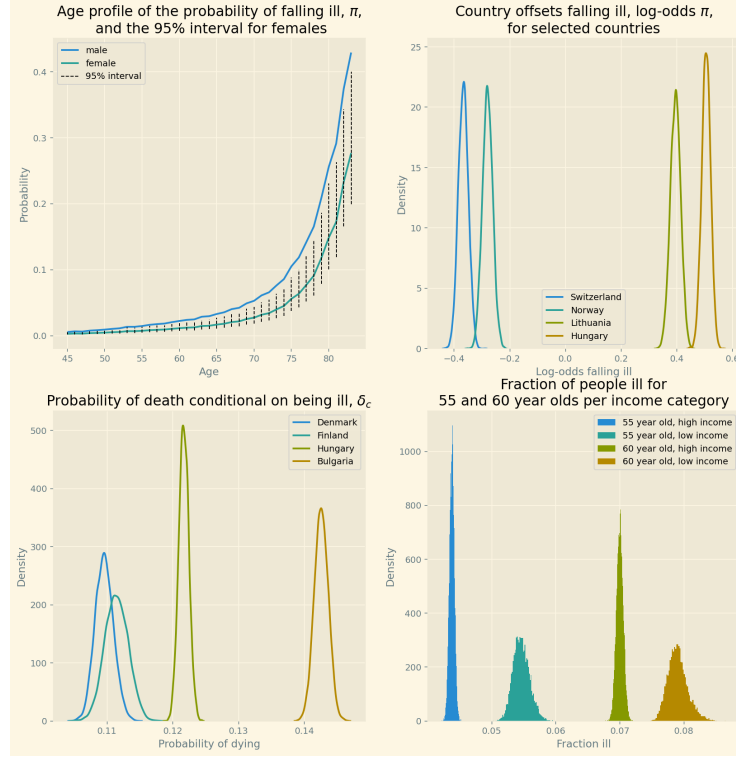 Age profile of the probability of falling ill, π,
and the 95% interval for females
male
female
95% interval
0.4
0.3
0.2
0.1
0.0
Probability
45 50 55 60 65 70 75 80
Age
Country offsets falling ill, log-odds π,
for selected countries
25
20
15
10
5
0
Density
Switzerland
Norway
Lithuania
Hungary
−0.4 −0.2 0.0 0.2 0.4 0.6
Log-odds falling ill
Probability of death conditional on being ill, δc
Denmark
Finland
Hungary
Bulgaria
500
400
300
200
100
0
Density
0.11 0.12 0.13 0.14
Probability of dying
Fraction of people ill for
55 and 60 year olds per income category
55 year old, high income
55 year old, low income
60 year old, high income
60 year old, low income
1000
800
600
400
200
0
Density
0.05 0.06 0.07 0.08
Fraction ill